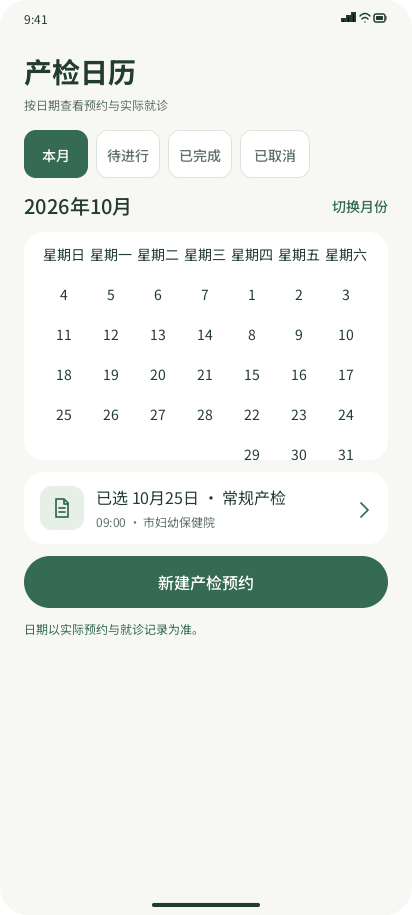 9:41
产检日历
按日期查看预约与实际就诊
本月 待进行 已完成 已取消
2026年10月 切换月份
星期日 星期一 星期二 星期三 星期四 星期五 星期六
4 5 6 7 1 2 3
11 12 13 14 8 9 10
18 19 20 21 15 16 17
25 26 27 28 22 23 24
29 30 31
已选 10月25日 · 常规产检
09:00 · 市妇幼保健院
新建产检预约
日期以实际预约与就诊记录为准。